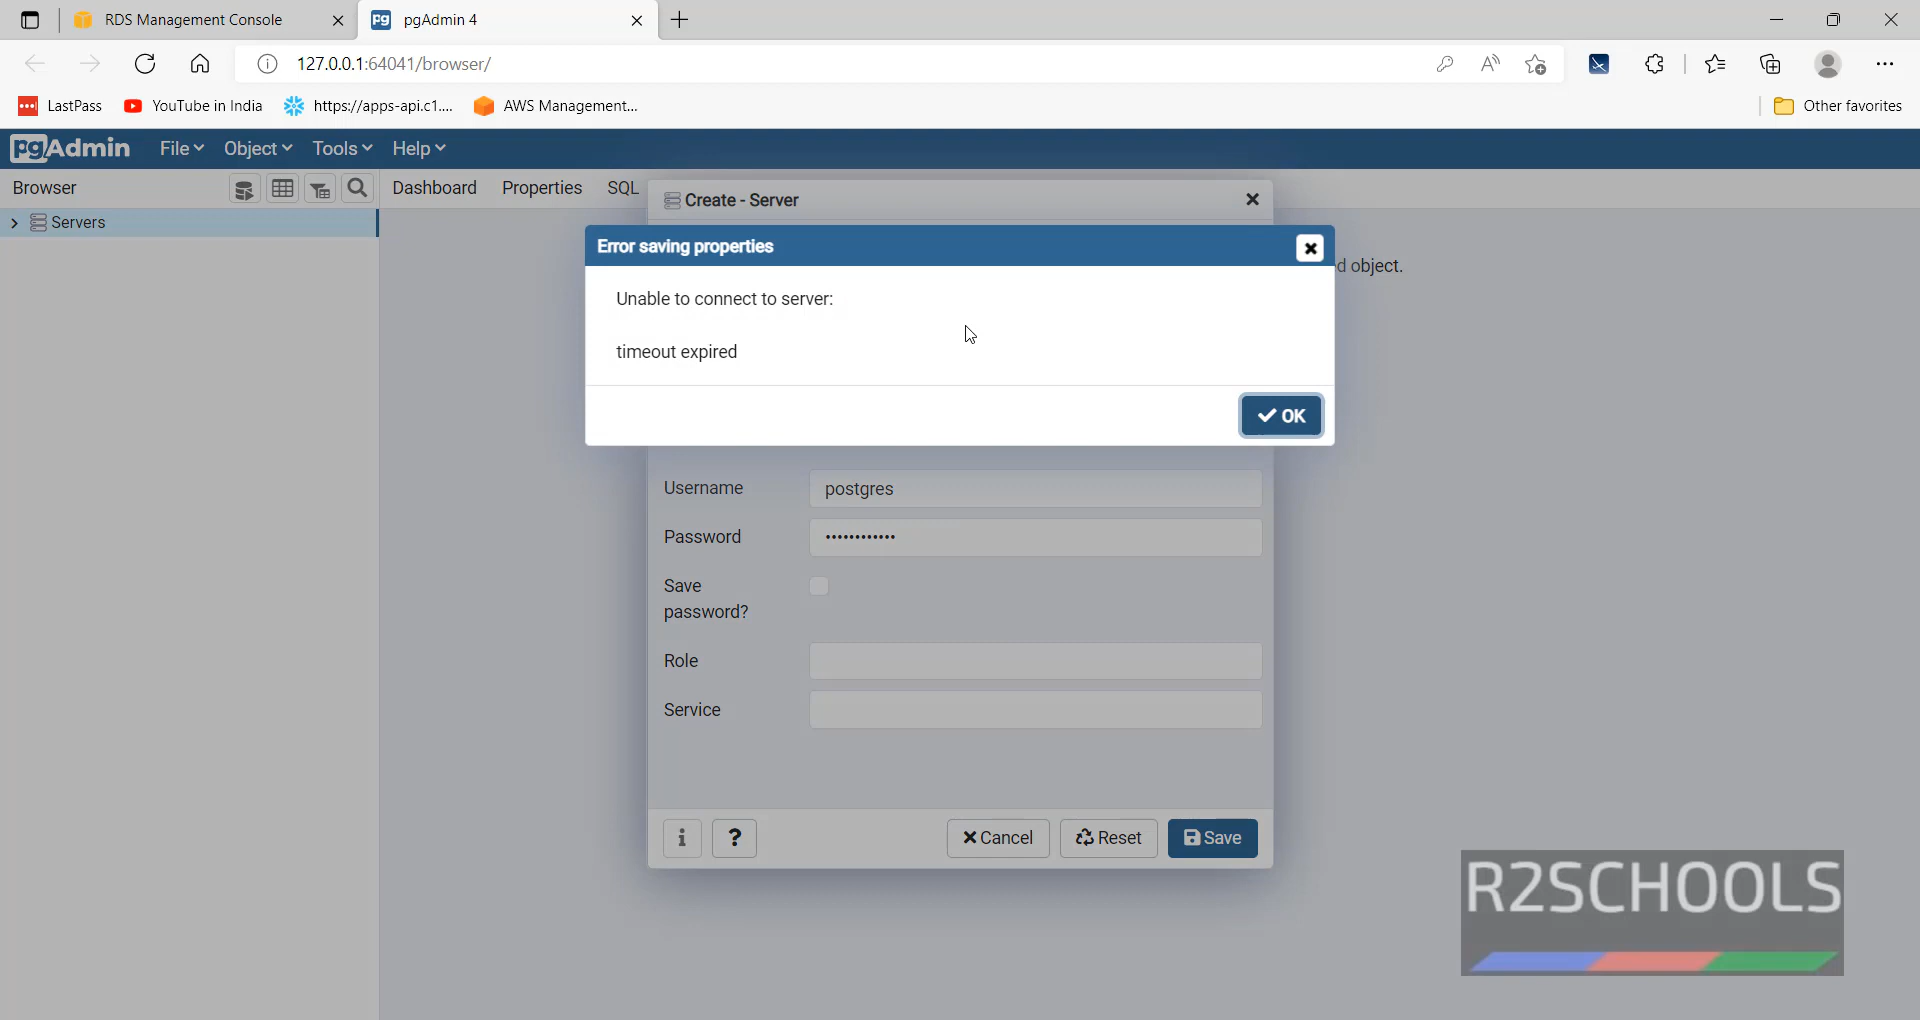 RDS Management Console
pgAdmin 4
127.0.0.1:64041/browser/
LastPass
YouTube in India
https://apps-api.c1....
AWS Management...
Other favorites
pgAdmin
File
Object
Tools
Help
Browser
Dashboard
Properties
SQL
Create - Server
Servers
Error saving properties
d object.
Unable to connect to server:
timeout expired
OK
Username
postgres
Password
••••••••••••
Save
password?
Role
Service
i
?
Cancel
Reset
Save
R2SCHOOLS